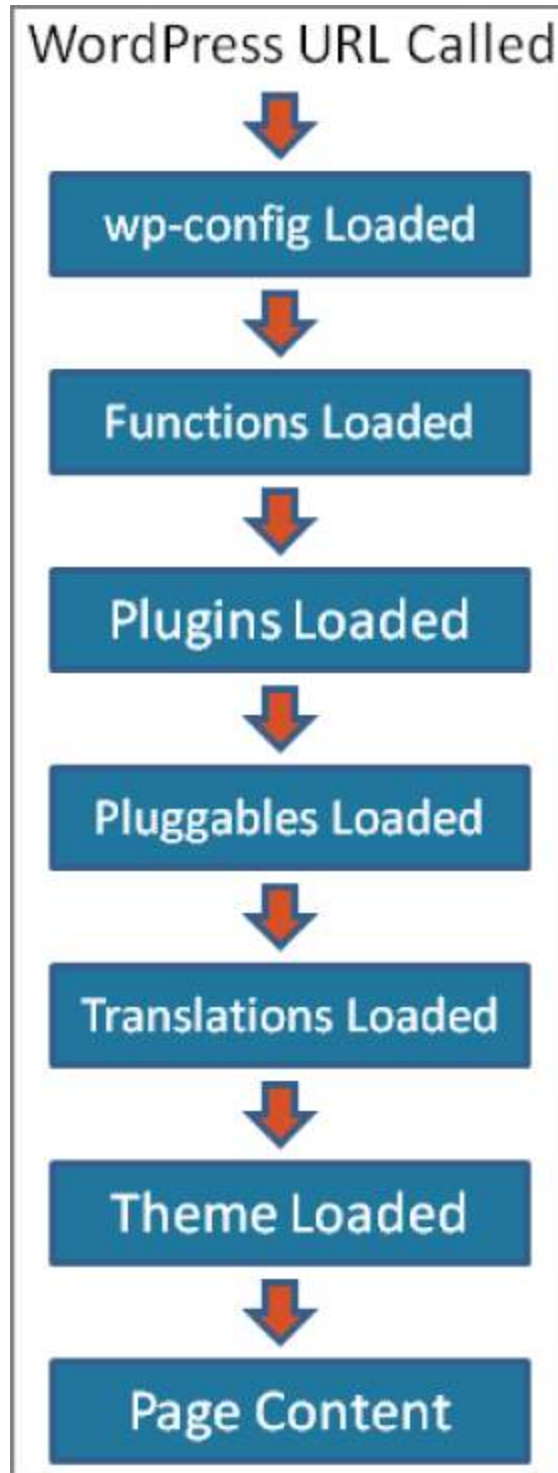 WordPress URL Called
wp-config Loaded
Functions Loaded
Plugins Loaded
Pluggables Loaded
Translations Loaded
Theme Loaded
Page Content